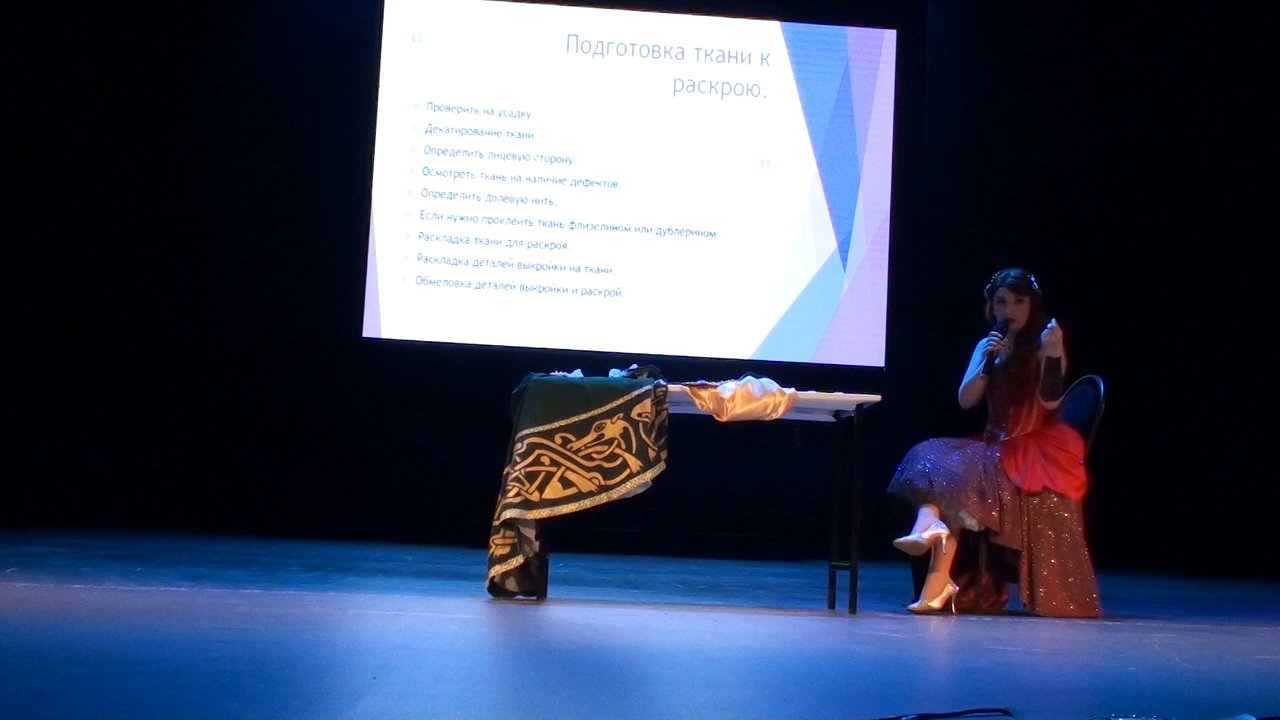 Подготовка ткани к
раскрою.
Проверить на усадку.
Декатирование ткани.
Определить лицевую сторону.
Осмотреть ткань на наличие дефектов.
Определить долевую нить.
Если нужно проклеить ткань флизелином или дублерином.
Раскладка ткани для раскроя.
Раскладка деталей выкройки на ткани.
Обмеловка деталей выкройки и раскрой.